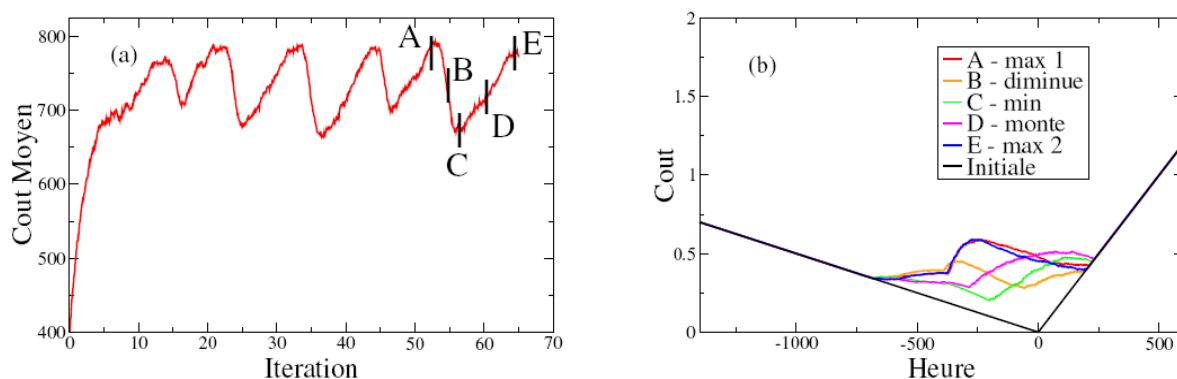 800
700
600
500
400
Cout Moyen
(a)
A
B
C
D
E
0
10
20
30
40
50
60
70
Iteration
2
1.5
1
0.5
0
Cout
(b)
A - max 1
B - diminue
C - min
D - monte
E - max 2
Initiale
-1000
-500
0
500
Heure